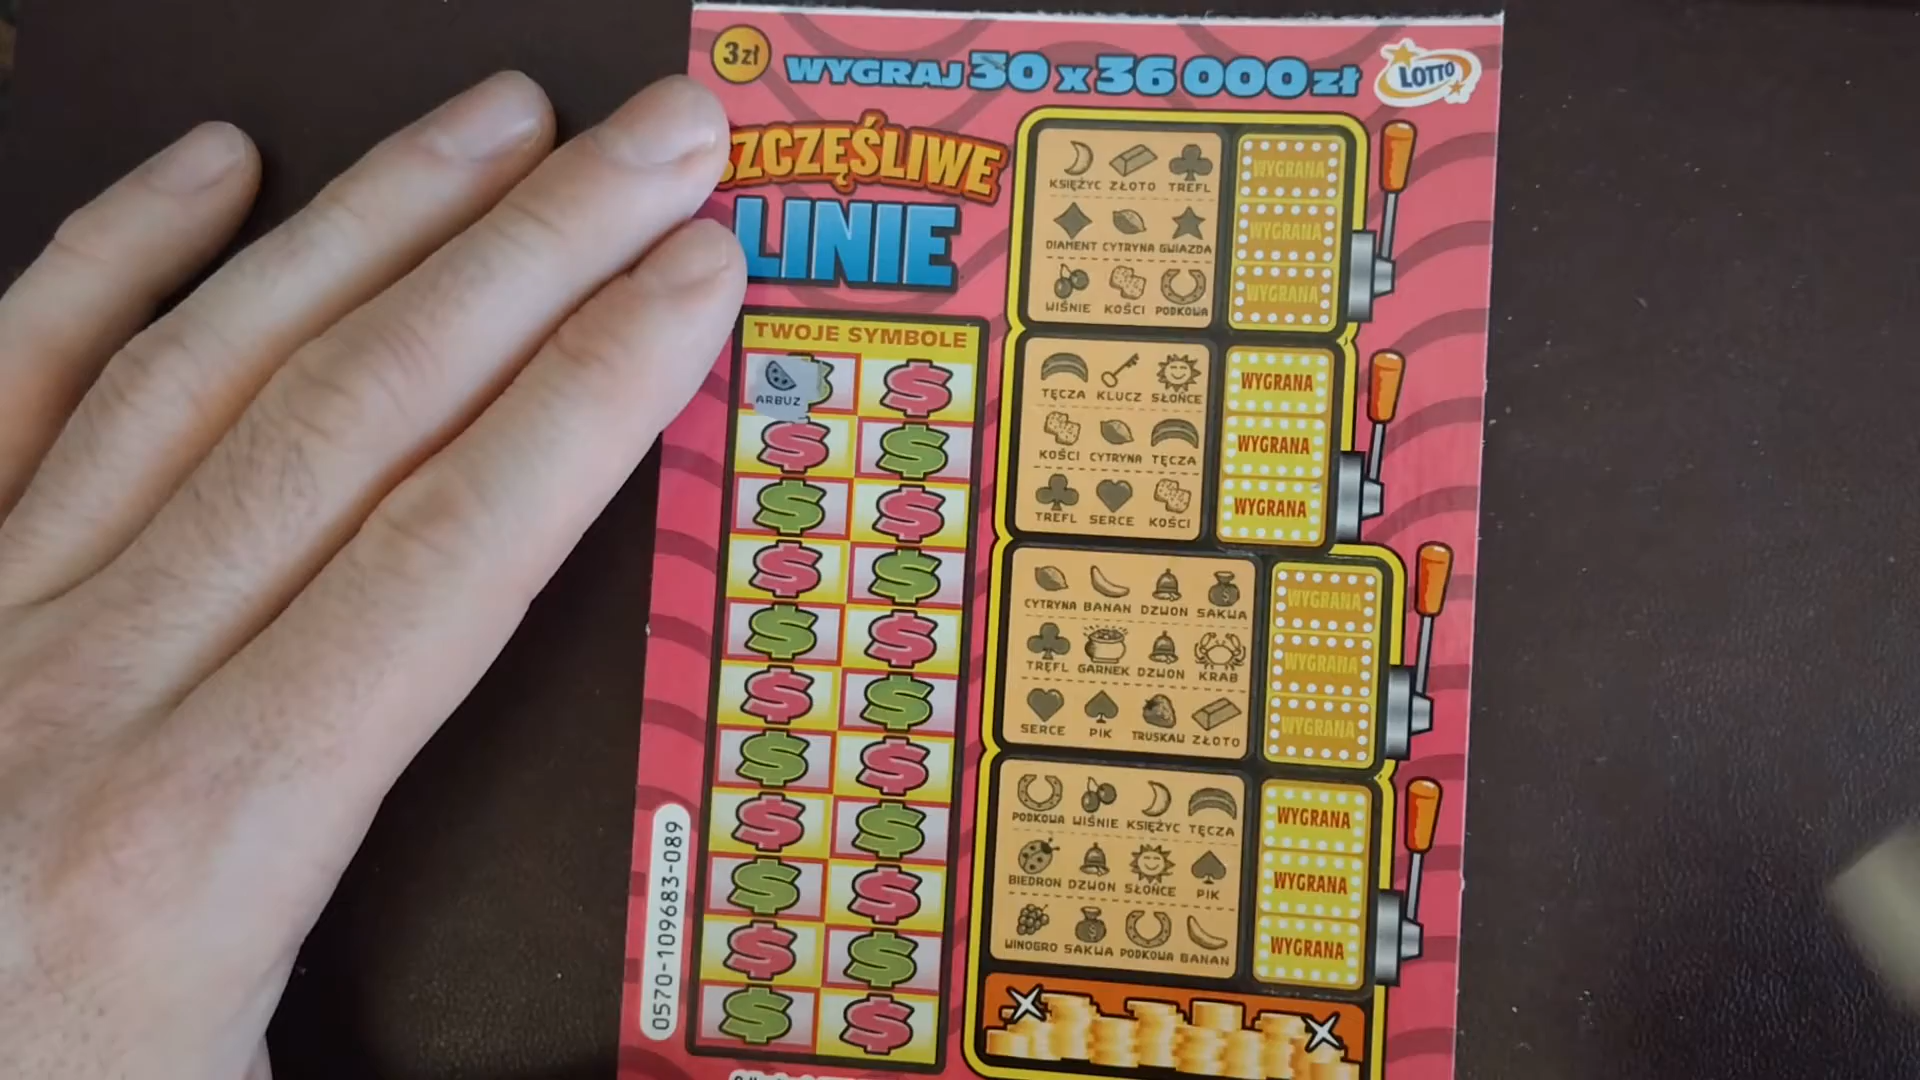 3zł
WYGRAJ 30 x 36 000 zł
LOTTO
SZCZĘŚLIWE
LINIE
TWOJE SYMBOLE
ARBUZ
0570-109683-089
KSIĘŻYC ZŁOTO TREFL
DIAMENT CYTRYNA GWIAZDA
WIŚNIE KOŚCI PODKOWA
WYGRANA
WYGRANA
WYGRANA
TĘCZA KLUCZ SŁOŃCE
KOŚCI CYTRYNA TĘCZA
TREFL SERCE KOŚCI
WYGRANA
WYGRANA
WYGRANA
CYTRYNA BANAN DZWON SAKWA
TREFL GARNEK DZWON KRAB
SERCE PIK TRUSKAW ZŁOTO
WYGRANA
WYGRANA
WYGRANA
PODKOWA WIŚNIE KSIĘŻYC TĘCZA
BIEDRON DZWON SŁOŃCE PIK
WINOGRO SAKWA PODKOWA BANAN
WYGRANA
WYGRANA
WYGRANA